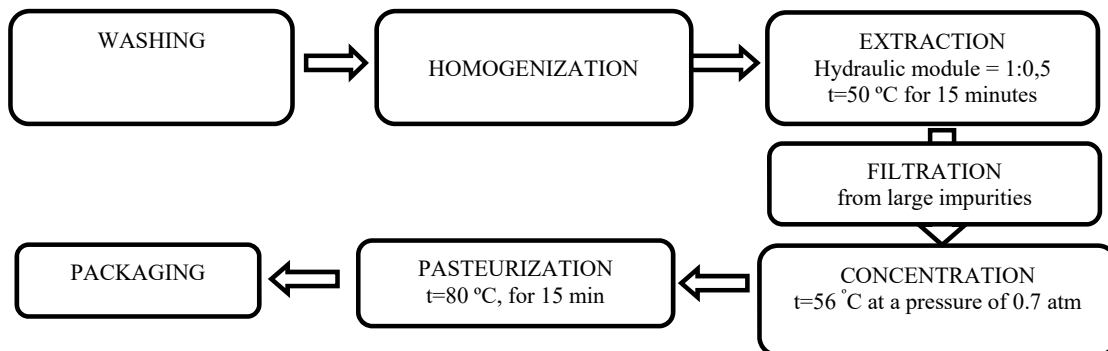 WASHING
HOMOGENIZATION
EXTRACTION
Hydraulic module = 1:0,5
t=50 ºC for 15 minutes
FILTRATION
from large impurities
CONCENTRATION
t=56 °C at a pressure of 0.7 atm
PASTEURIZATION
t=80 ºC, for 15 min
PACKAGING